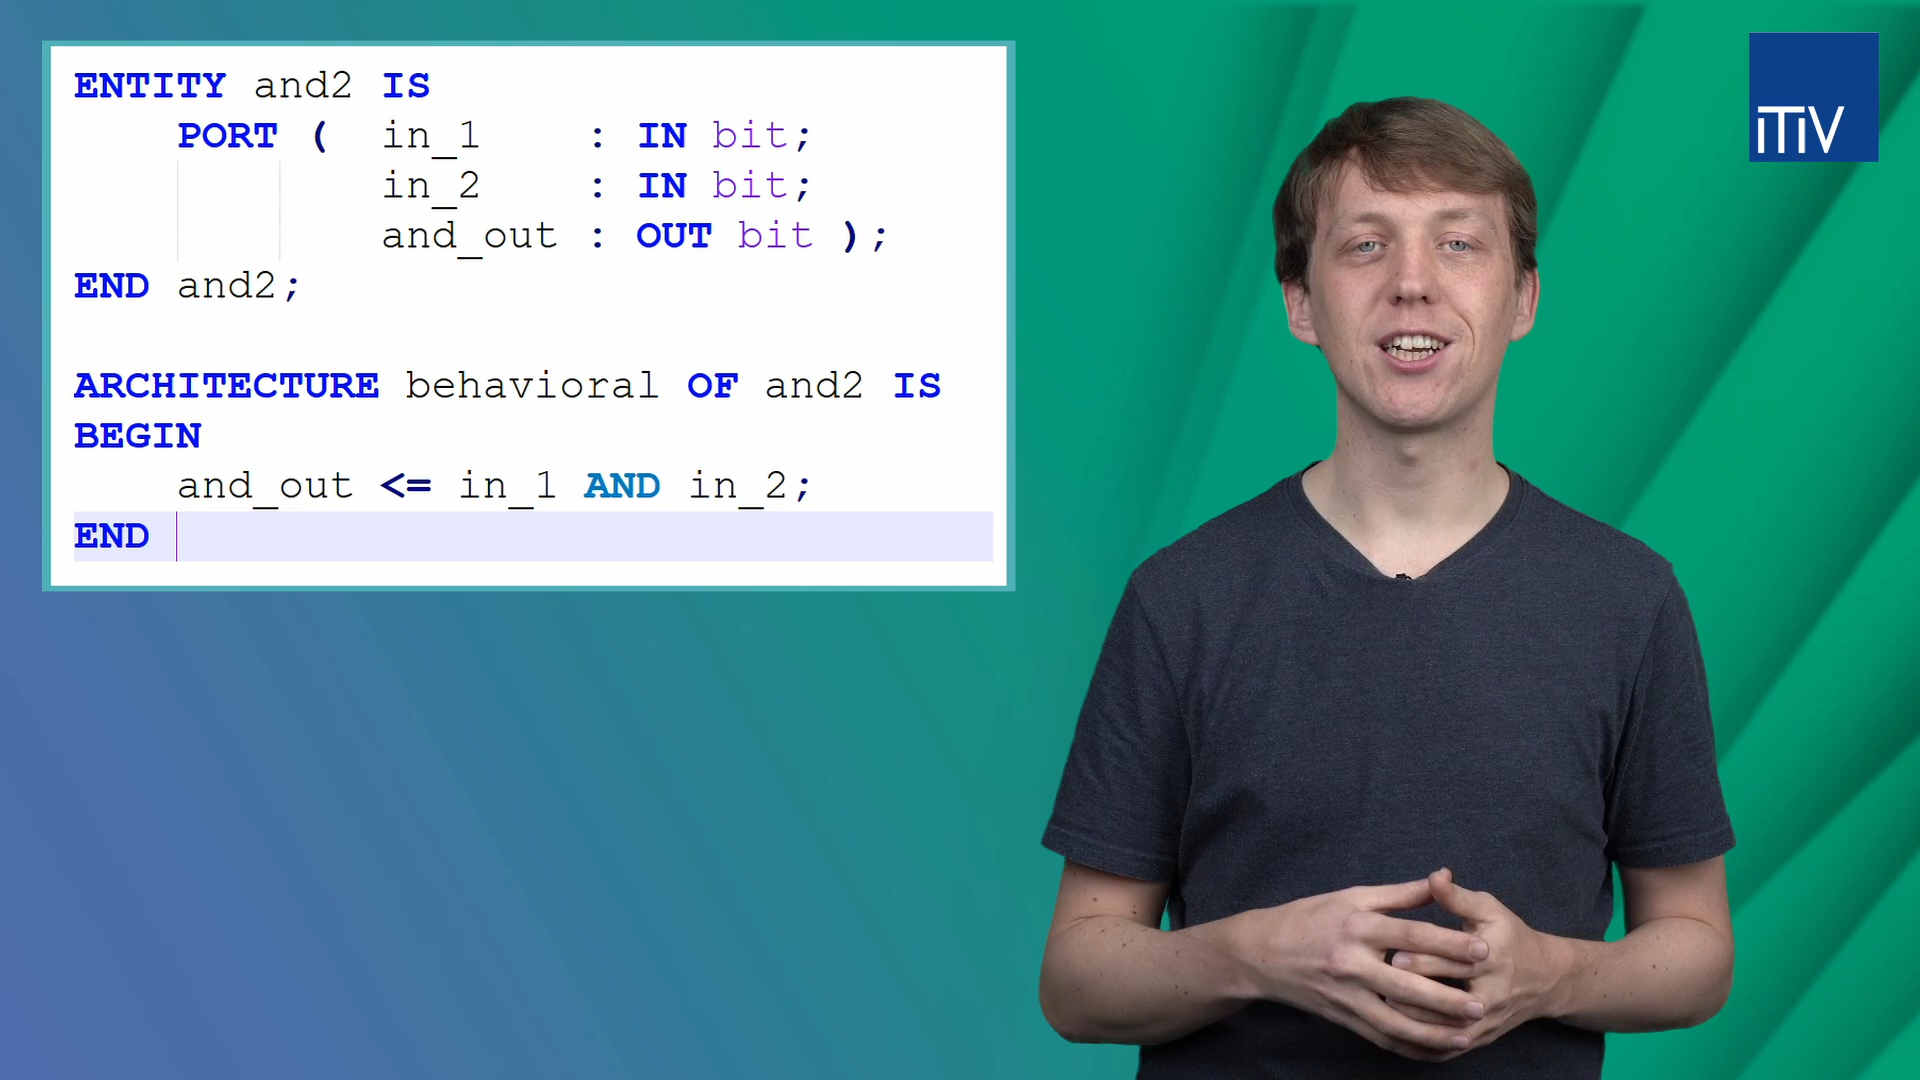 ENTITY and2 IS
PORT ( in_1 : IN bit;
in_2 : IN bit;
and_out : OUT bit );
END and2;
ARCHITECTURE behavioral OF and2 IS
BEGIN
and_out <= in_1 AND in_2;
END
iTiV